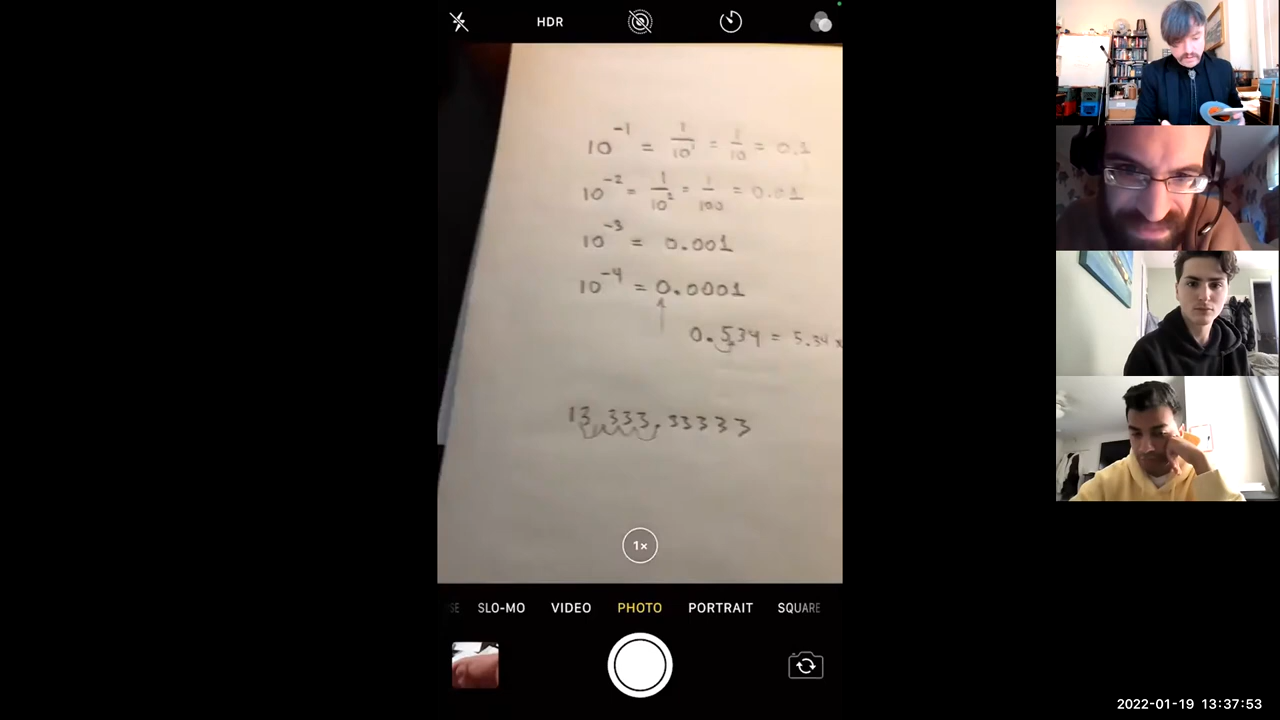 HDR
10⁻¹ = 1/10¹ = 1/10 = 0.1
10⁻² = 1/10² = 1/100 = 0.01
10⁻³ = 0.001
10⁻⁴ = 0.0001
0.534 = 5.34 x
13,333.33333
1×
SLO-MO VIDEO PHOTO PORTRAIT SQUARE
2022-01-19 13:37:53